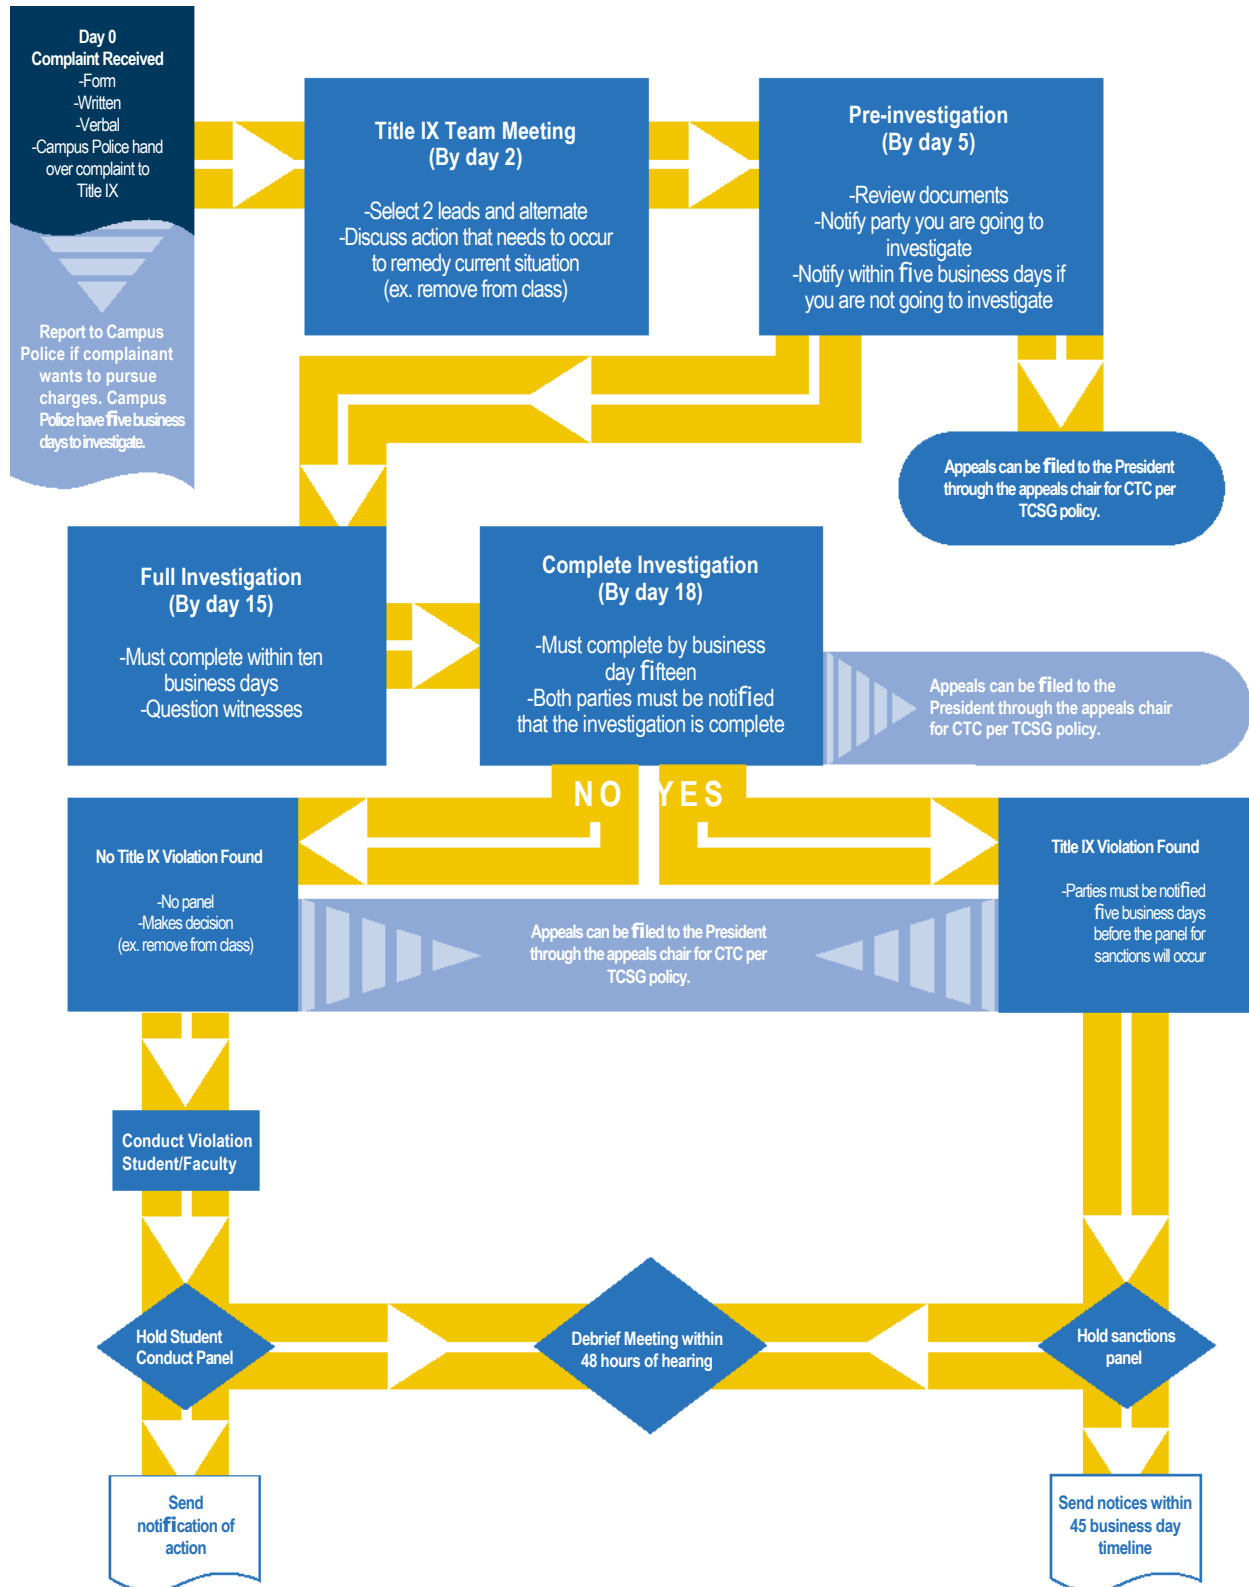 Day 0
Complaint Received
-Form
-Written
-Verbal
-Campus Police hand
over complaint to
Title IX
Report to Campus
Police if complainant
wants to pursue
charges. Campus
Police have five business
days to investigate.
Title IX Team Meeting
(By day 2)
-Select 2 leads and alternate
-Discuss action that needs to occur
to remedy current situation
(ex. remove from class)
Pre-investigation
(By day 5)
-Review documents
-Notify party you are going to
investigate
-Notify within five business days if
you are not going to investigate
Appeals can be filed to the President
through the appeals chair for CTC per
TCSG policy.
Full Investigation
(By day 15)
-Must complete within ten
business days
-Question witnesses
Complete Investigation
(By day 18)
-Must complete by business
day fifteen
-Both parties must be notified
that the investigation is complete
Appeals can be filed to the
President through the appeals chair
for CTC per TCSG policy.
NO YES
No Title IX Violation Found
-No panel
-Makes decision
(ex. remove from class)
Appeals can be filed to the President
through the appeals chair for CTC per
TCSG policy.
Title IX Violation Found
-Parties must be notified
five business days
before the panel for
sanctions will occur
Conduct Violation
Student/Faculty
Hold Student
Conduct Panel
Debrief Meeting within
48 hours of hearing
Hold sanctions
panel
Send
notification of
action
Send notices within
45 business day
timeline